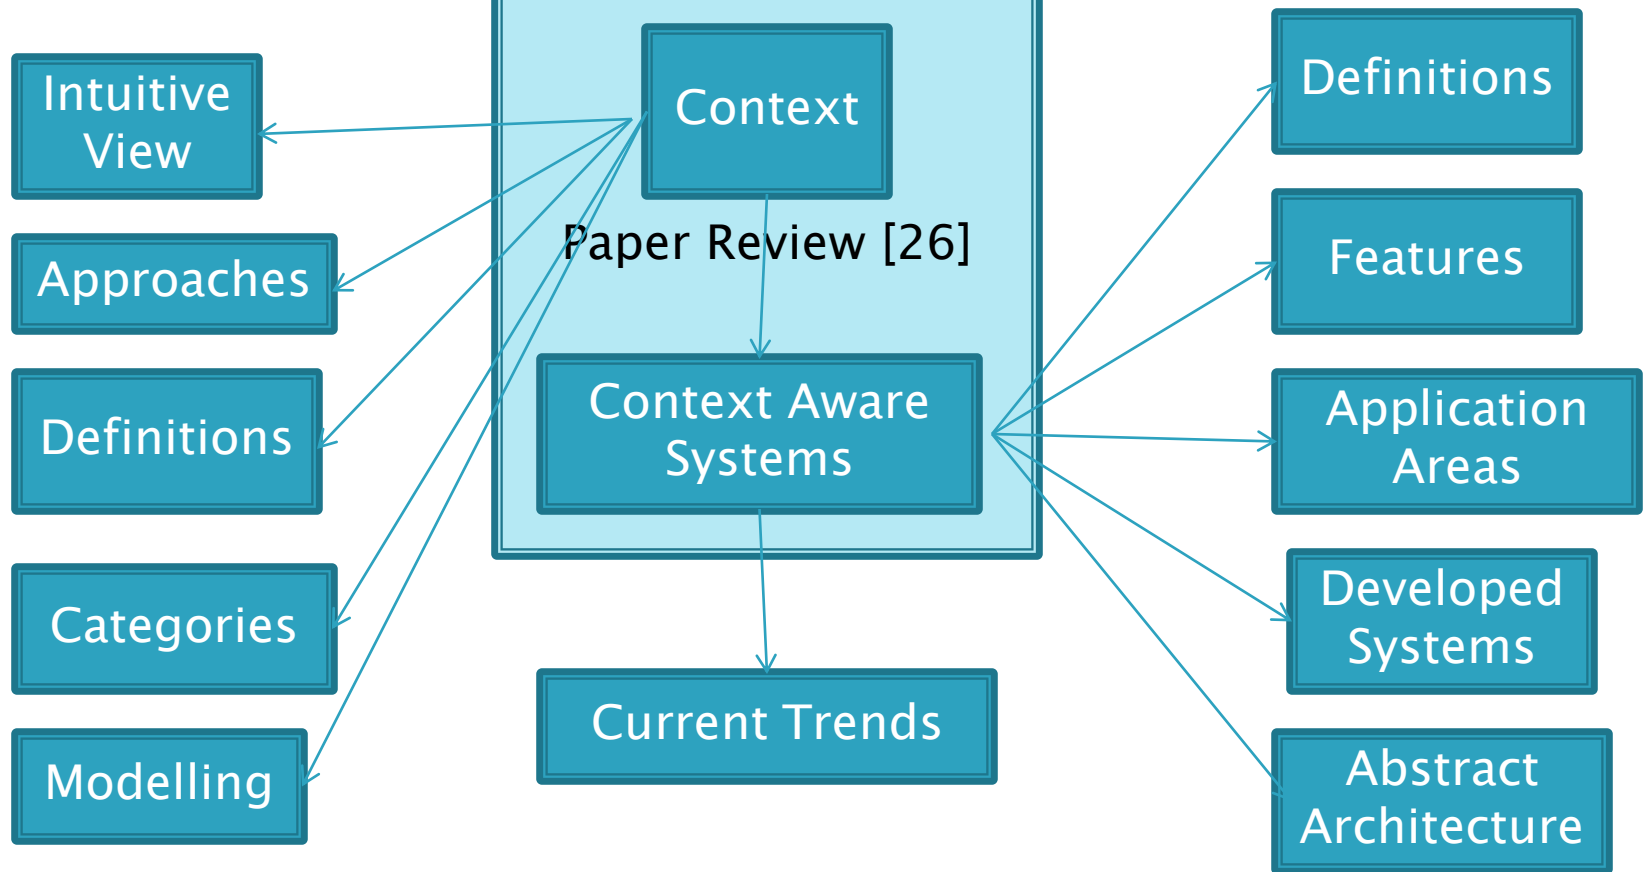 Intuitive
View
Approaches
Definitions
Categories
Modelling
Context
Paper Review [26]
Context Aware
Systems
Current Trends
Definitions
Features
Application
Areas
Developed
Systems
Abstract
Architecture